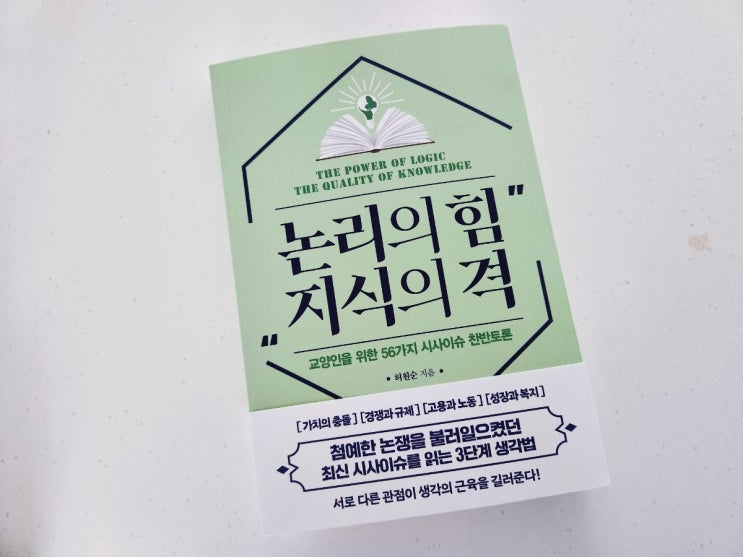 THE POWER OF LOGIC
THE QUALITY OF KNOWLEDGE
논리의 힘"
"지식의 격
교양인을 위한 56가지 시사이슈 찬반토론
• 허원순 지음 •
[ 가치의 충돌 ] [ 경쟁과 규제 ] [ 고용과 노동 ] [ 성장과 복지 ]
첨예한 논쟁을 불러일으켰던
최신 시사이슈를 읽는 3단계 생각법
서로 다른 관점이 생각의 근육을 길러준다!